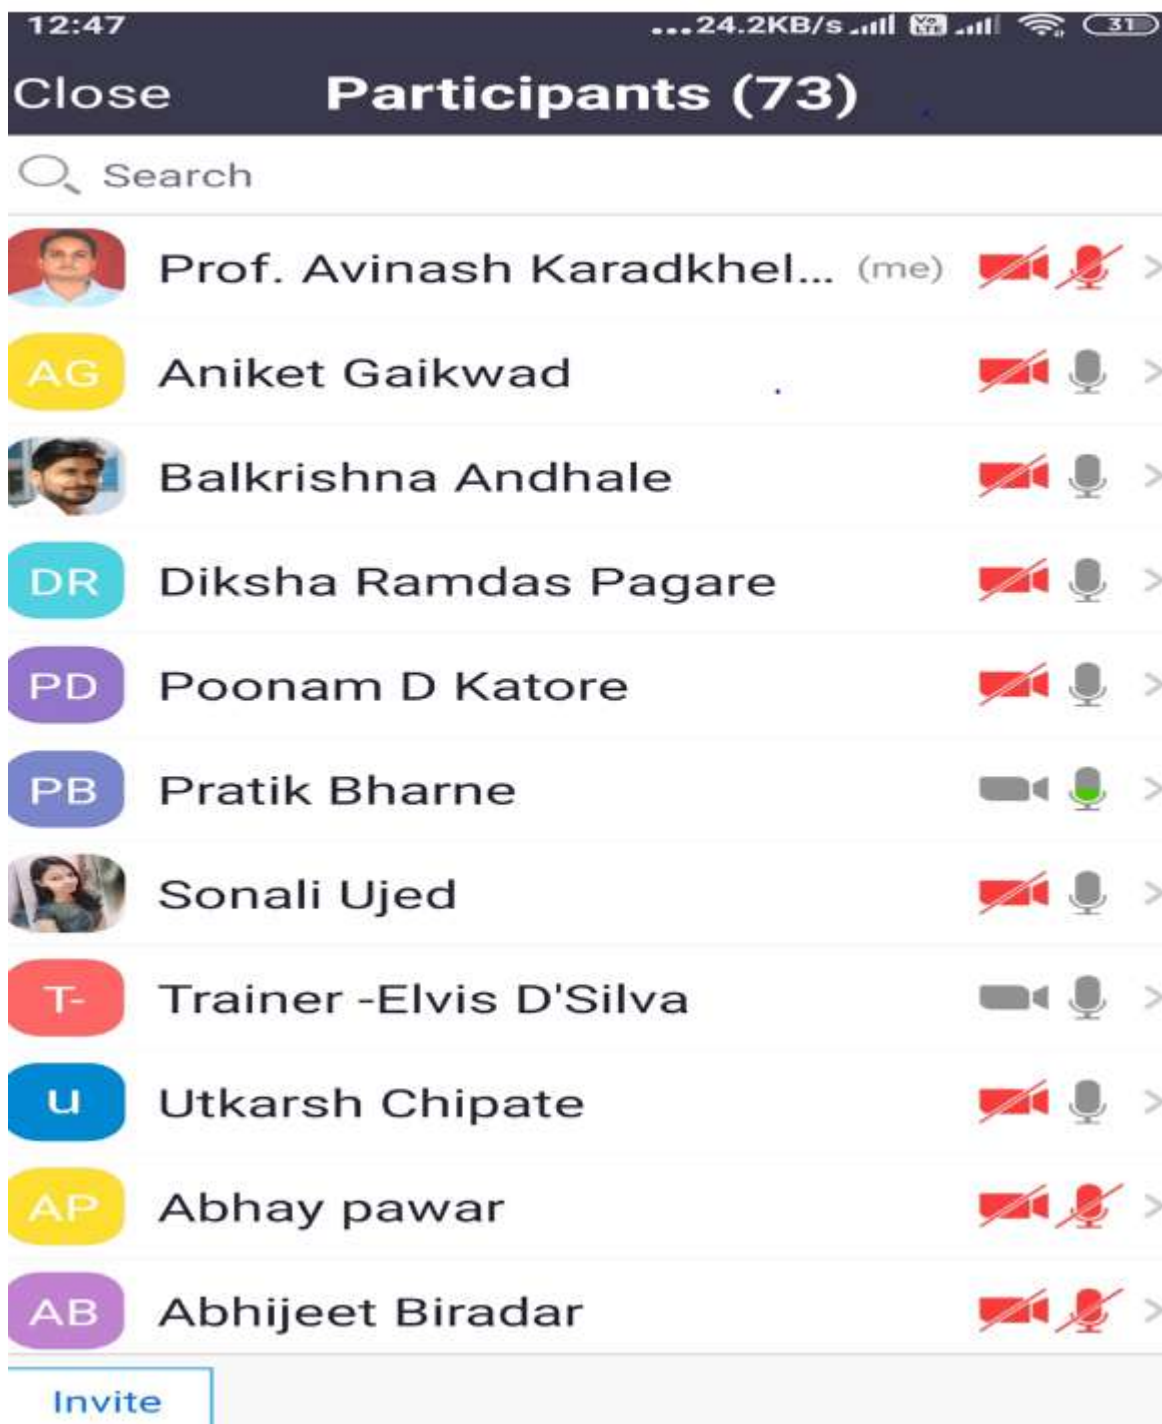 12:47 ...24.2KB/s Vo LTE 31
Close Participants (73)
Search
Prof. Avinash Karadkhel... (me)
AG Aniket Gaikwad
Balkrishna Andhale
DR Diksha Ramdas Pagare
PD Poonam D Katore
PB Pratik Bharne
Sonali Ujed
T- Trainer -Elvis D'Silva
u Utkarsh Chipate
AP Abhay pawar
AB Abhijeet Biradar
Invite